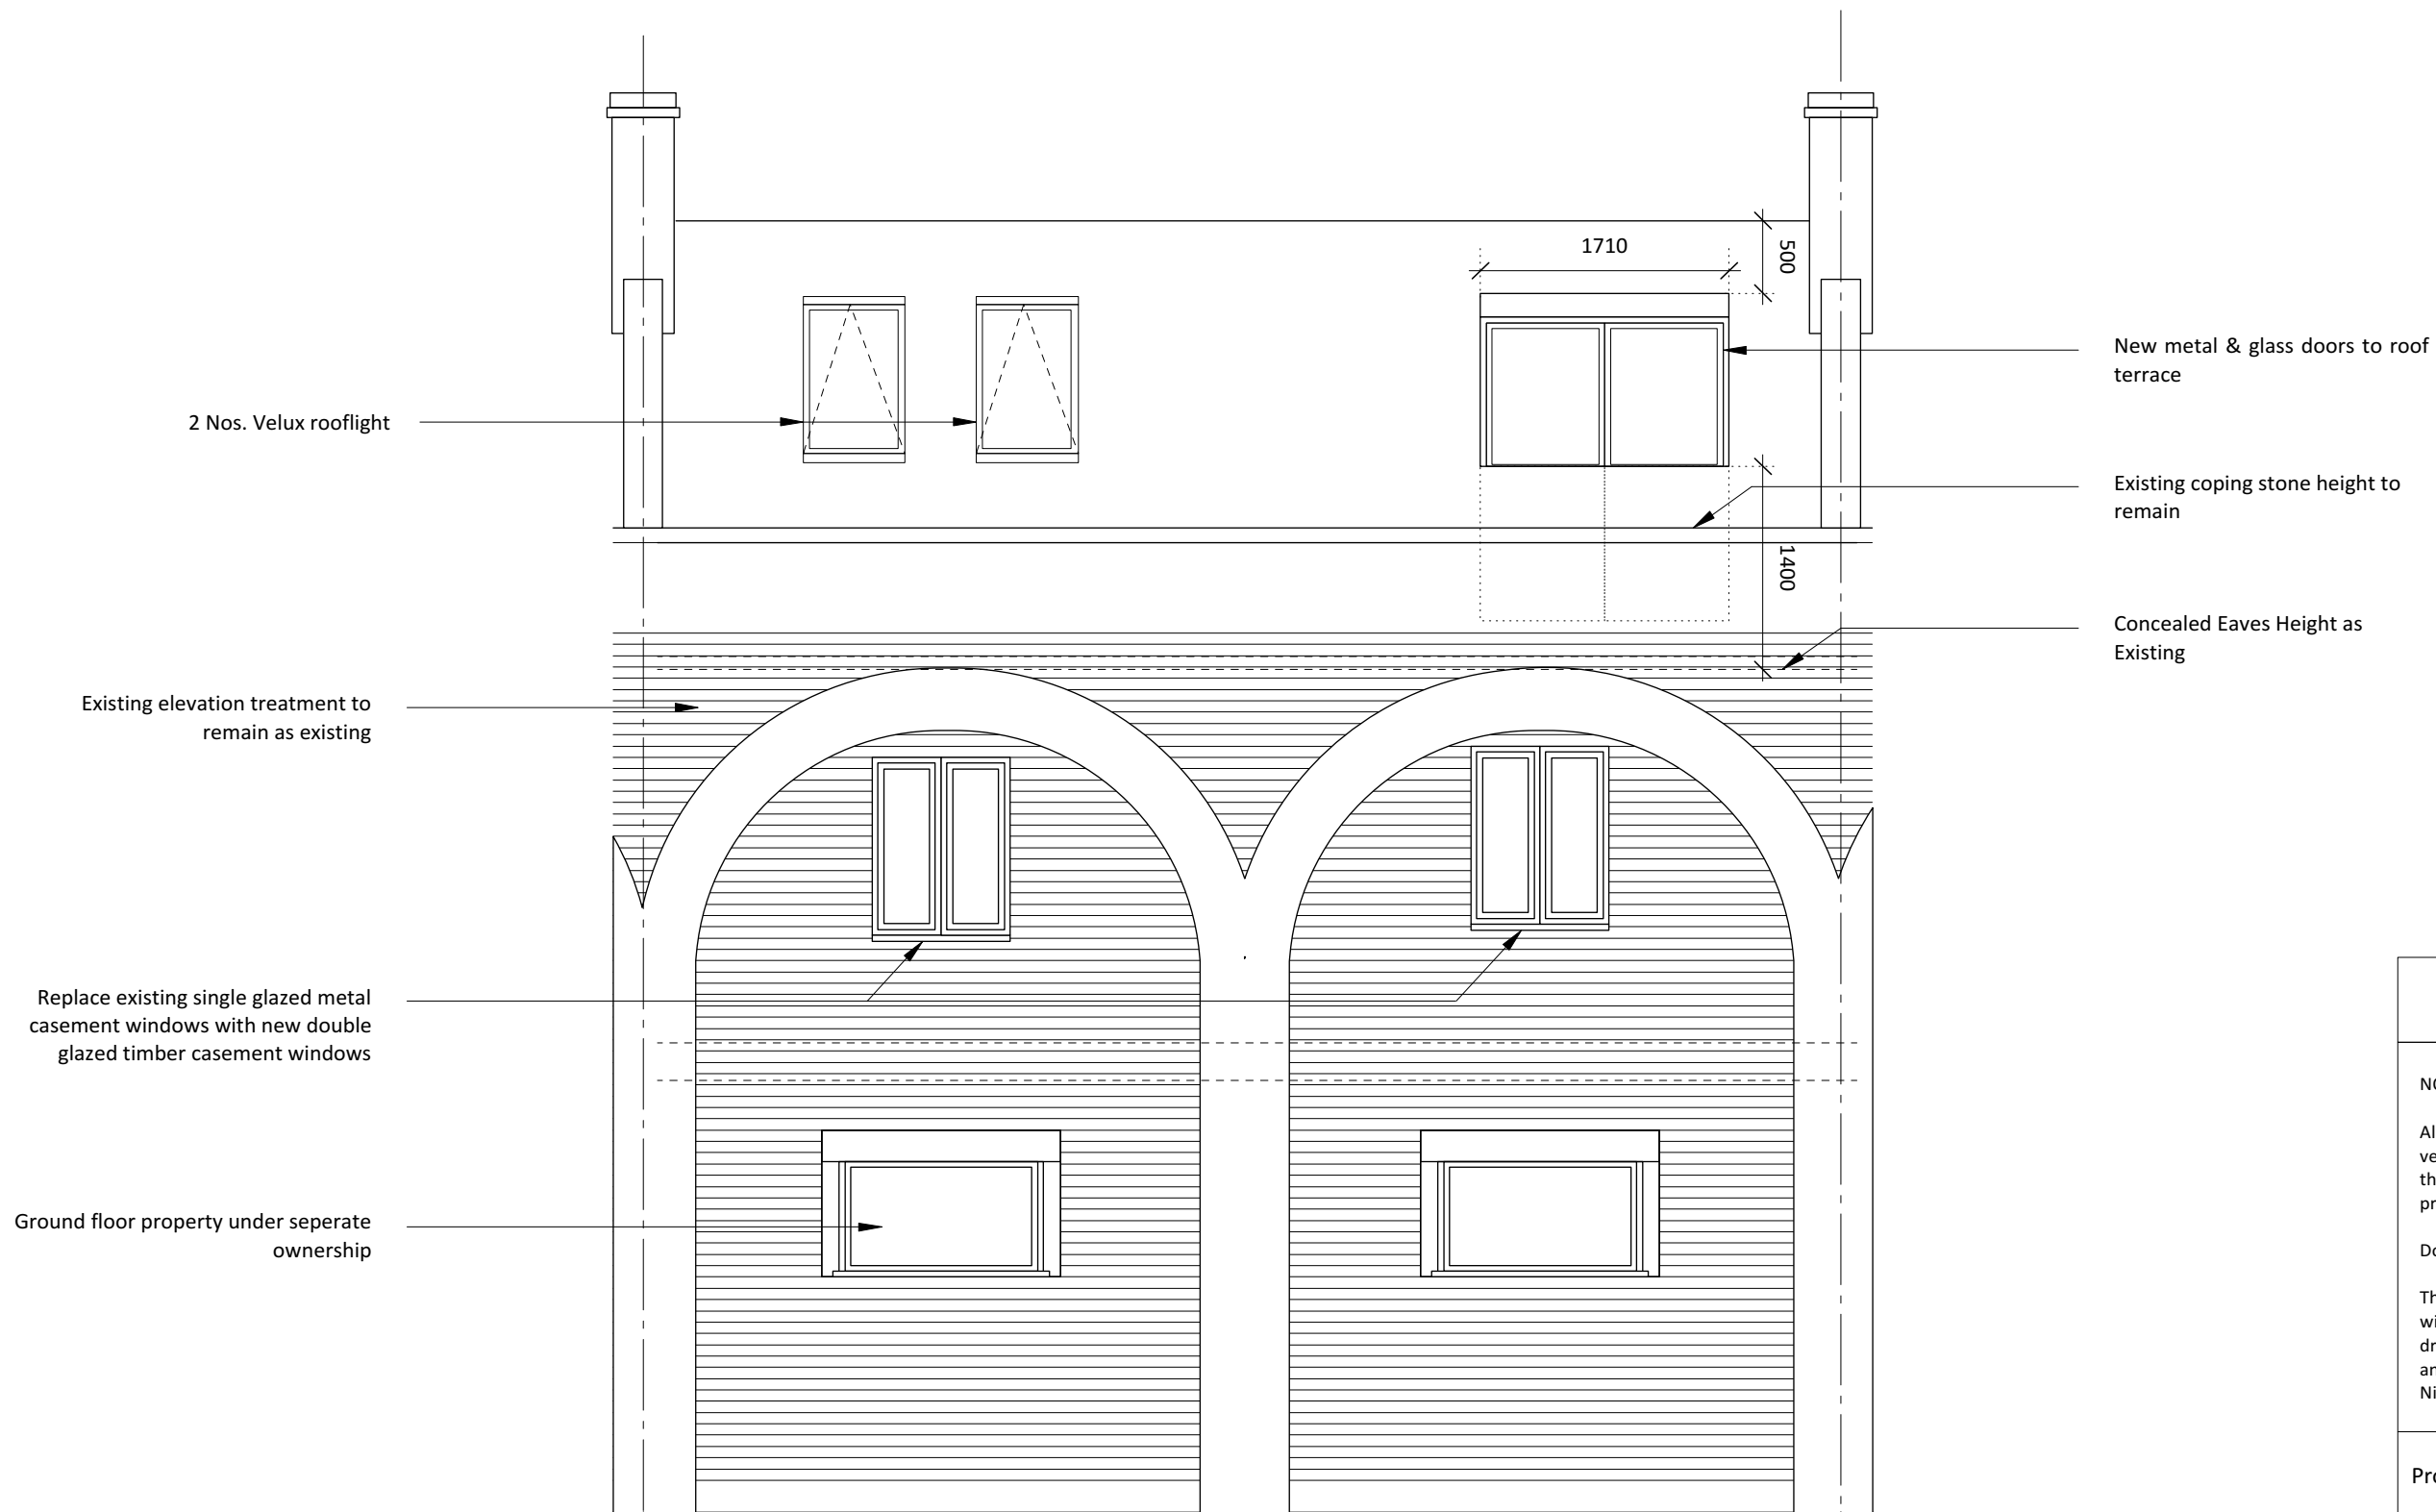 1710
500
New metal & glass doors to roof
terrace
2 Nos. Velux rooflight
Existing coping stone height to
remain
1400
Concealed Eaves Height as
Existing
Existing elevation treatment to
remain as existing
Replace existing single glazed metal
casement windows with new double
glazed timber casement windows
Ground floor property under seperate
ownership